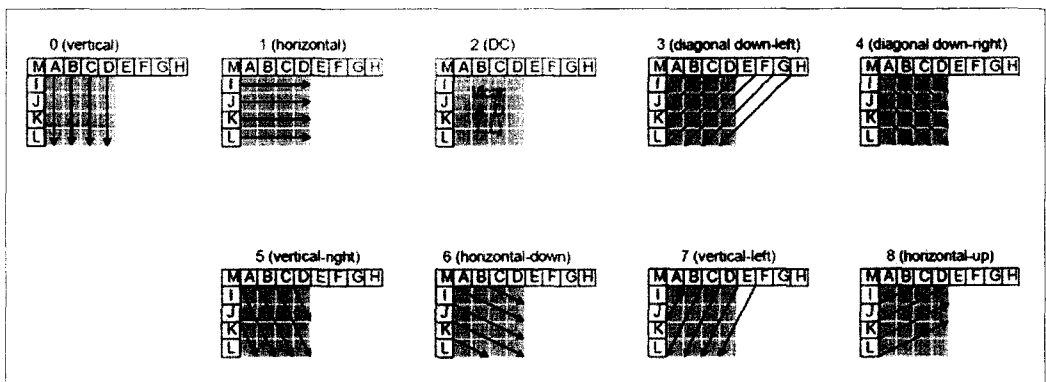 0 (vertical)
1 (horizontal)
2 (DC)
3 (diagonal down-left)
4 (diagonal down-right)
M A B C D E F G H
I
J
K
L
M A B C D E F G H
I
J
K
L
M A B C D E F G H
I
J
K
L
M A B C D E F G H
I
J
K
L
M A B C D E F G H
I
J
K
L
5 (vertical-right)
6 (horizontal-down)
7 (vertical-left)
8 (horizontal-up)
M A B C D E F G H
I
J
K
L
M A B C D E F G H
I
J
K
L
M A B C D E F G H
I
J
K
L
M A B C D E F G H
I
J
K
L